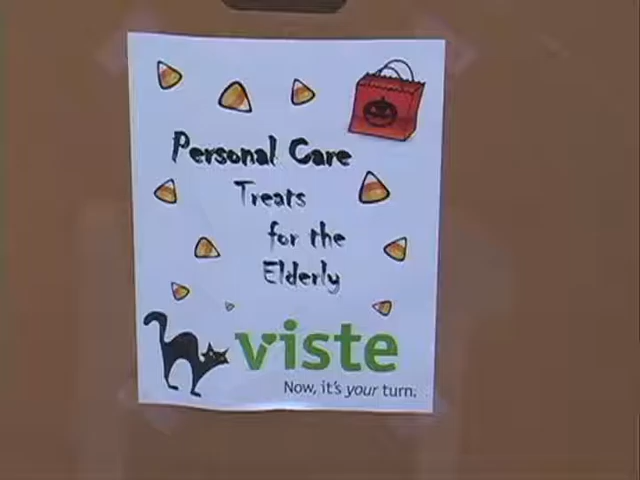 Personal Care
Treats
for the
Elderly
viste
Now, it's your turn.